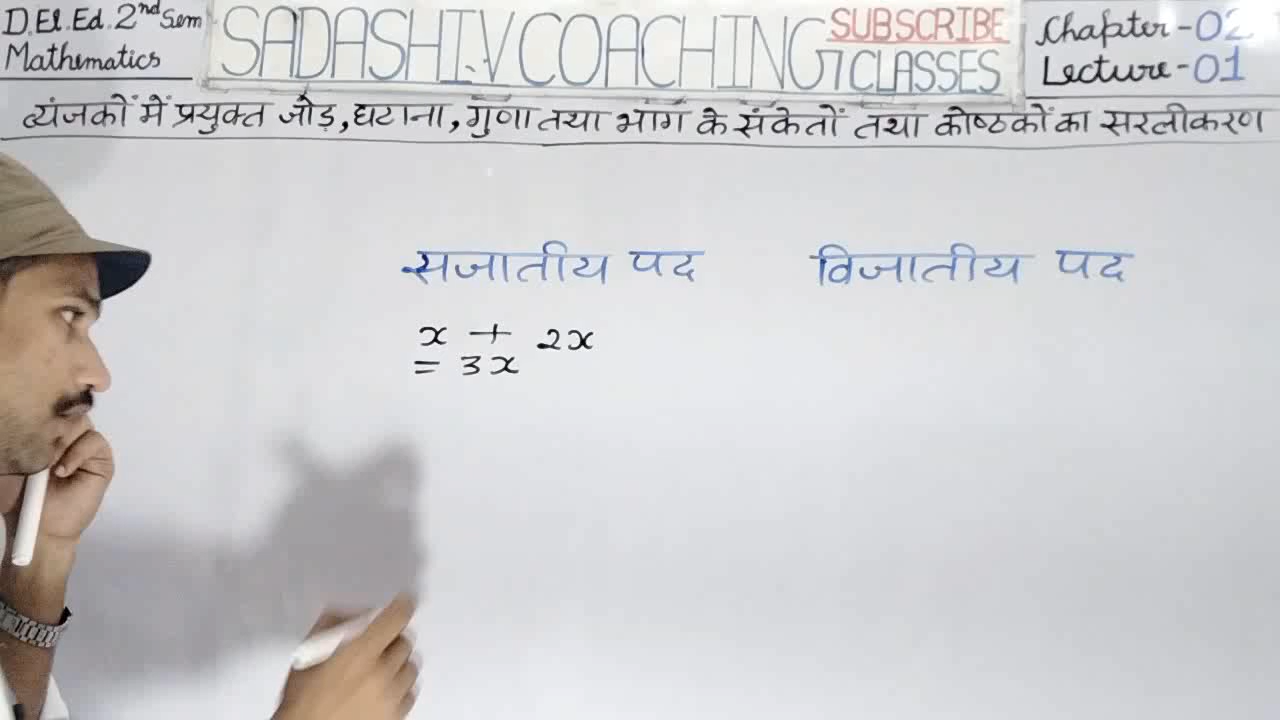 D.El.Ed. 2nd Sem
Mathematics
SADASHIV COACHING
SUBSCRIBE
CLASSES
Chapter - 02
Lecture - 01
व्यंजकों में प्रयुक्त जोड़, घटाना, गुणा तथा भाग के संकेतों तथा कोष्ठकों का सरलीकरण
सजातीय पद विजातीय पद
x + 2x
= 3x